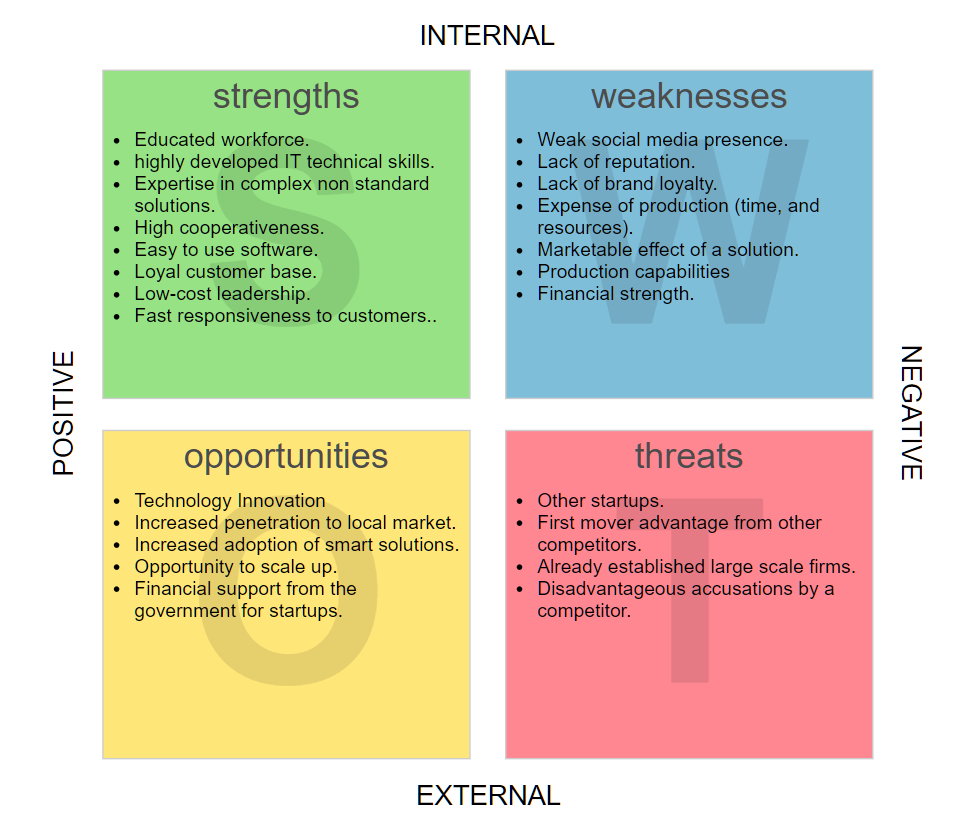 INTERNAL
strengths
• Educated workforce.
• highly developed IT technical skills.
• Expertise in complex non standard
solutions.
• High cooperativeness.
• Easy to use software.
• Loyal customer base.
• Low-cost leadership.
• Fast responsiveness to customers..
S
weaknesses
• Weak social media presence.
• Lack of reputation.
• Lack of brand loyalty.
• Expense of production (time, and
resources).
• Marketable effect of a solution.
• Production capabilities
• Financial strength.
W
POSITIVE
NEGATIVE
opportunities
• Technology Innovation
• Increased penetration to local market.
• Increased adoption of smart solutions.
• Opportunity to scale up.
• Financial support from the
government for startups.
O
threats
• Other startups.
• First mover advantage from other
competitors.
• Already established large scale firms.
• Disadvantageous accusations by a
competitor.
T
EXTERNAL